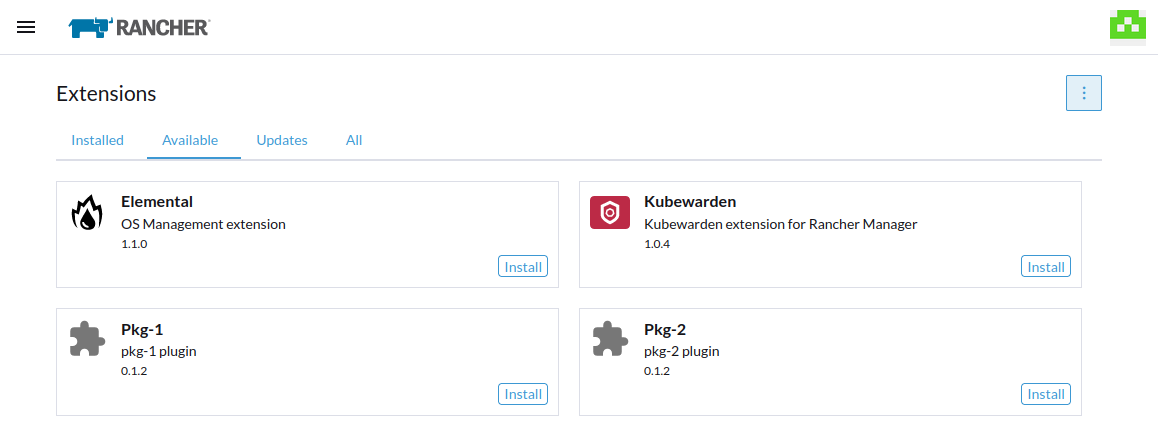 RANCHER
Extensions
Installed Available Updates All
Elemental
OS Management extension
1.1.0
Install
Kubewarden
Kubewarden extension for Rancher Manager
1.0.4
Install
Pkg-1
pkg-1 plugin
0.1.2
Install
Pkg-2
pkg-2 plugin
0.1.2
Install